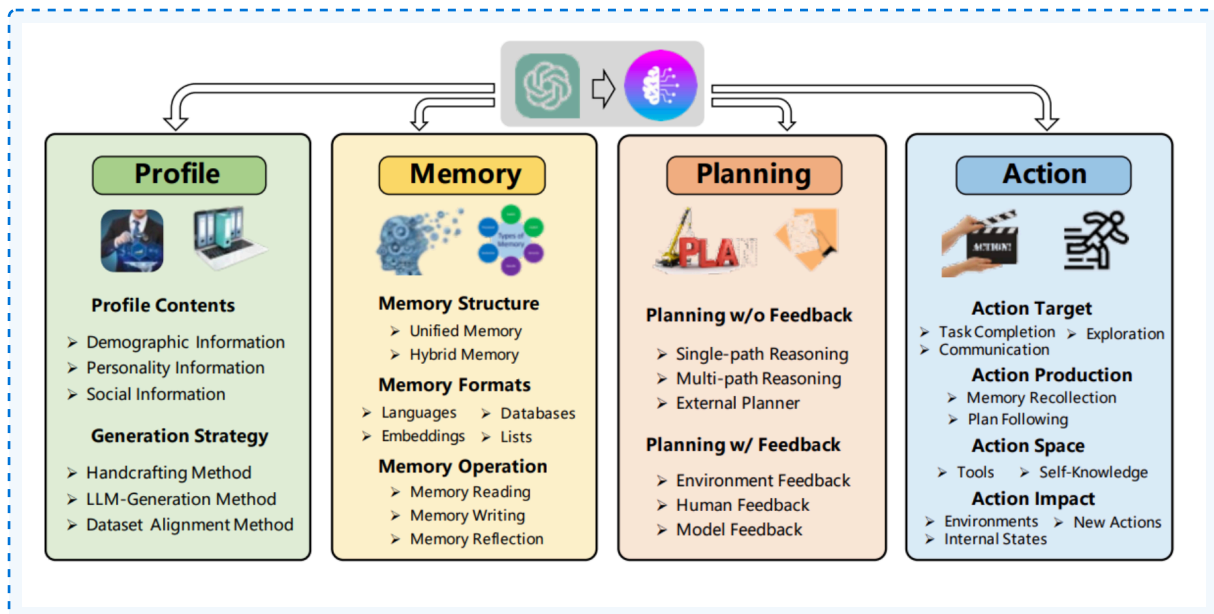 Profile
Profile Contents
➤ Demographic Information
➤ Personality Information
➤ Social Information
Generation Strategy
➤ Handcrafting Method
➤ LLM-Generation Method
➤ Dataset Alignment Method
Memory
Types of
Memory
Memory Structure
➤ Unified Memory
➤ Hybrid Memory
Memory Formats
➤ Languages ➤ Databases
➤ Embeddings ➤ Lists
Memory Operation
➤ Memory Reading
➤ Memory Writing
➤ Memory Reflection
Planning
PLAN
Planning w/o Feedback
➤ Single-path Reasoning
➤ Multi-path Reasoning
➤ External Planner
Planning w/ Feedback
➤ Environment Feedback
➤ Human Feedback
➤ Model Feedback
Action
ACTION!
Action Target
➤ Task Completion ➤ Exploration
➤ Communication
Action Production
➤ Memory Recollection
➤ Plan Following
Action Space
➤ Tools ➤ Self-Knowledge
Action Impact
➤ Environments ➤ New Actions
➤ Internal States